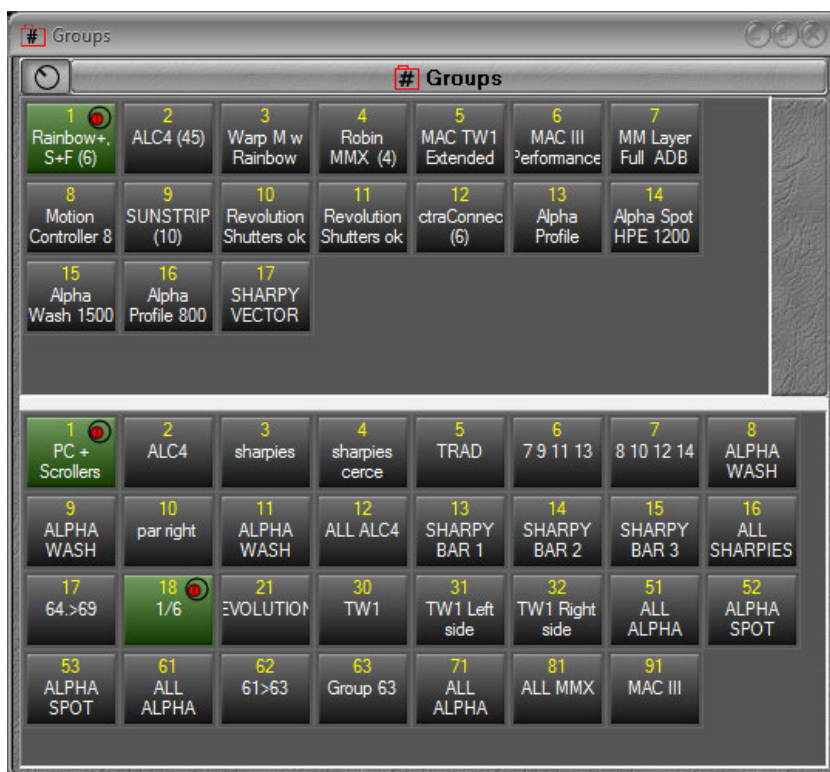 # Groups
# Groups
1
Rainbow+,
S+F (6)
2
ALC4 (45)
3
Warp M w
Rainbow
4
Robin
MMX (4)
5
MAC TW1
Extended
6
MAC III
Performance
7
MM Layer
Full ADB
8
Motion
Controller 8
9
SUNSTRIP
(10)
10
Revolution
Shutters ok
11
Revolution
Shutters ok
12
ctraConnec
(6)
13
Alpha
Profile
14
Alpha Spot
HPE 1200
15
Alpha
Wash 1500
16
Alpha
Profile 800
17
SHARPY
VECTOR
1
PC +
Scrollers
2
ALC4
3
sharpies
4
sharpies
cerce
5
TRAD
6
7 9 11 13
7
8 10 12 14
8
ALPHA
WASH
9
ALPHA
WASH
10
par right
11
ALPHA
WASH
12
ALL ALC4
13
SHARPY
BAR 1
14
SHARPY
BAR 2
15
SHARPY
BAR 3
16
ALL
SHARPIES
17
64.>69
18
1/6
21
EVOLUTION
30
TW1
31
TW1 Left
side
32
TW1 Right
side
51
ALL
ALPHA
52
ALPHA
SPOT
53
ALPHA
SPOT
61
ALL
ALPHA
62
61>63
63
Group 63
71
ALL
ALPHA
81
ALL MMX
91
MAC III